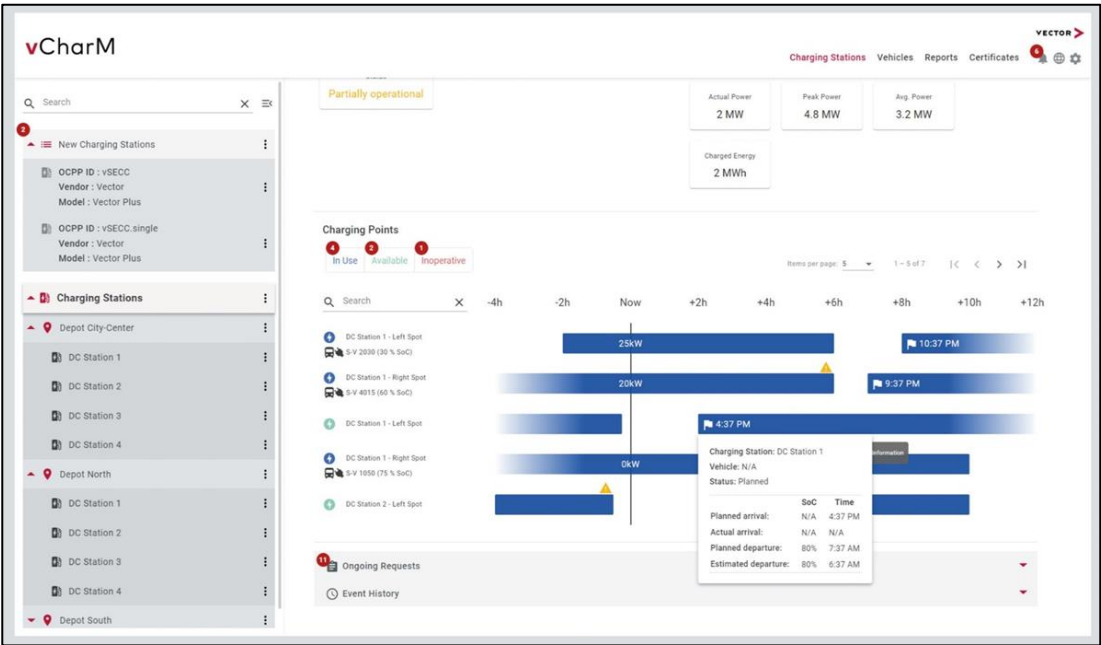 VECTOR
vCharM
Charging Stations Vehicles Reports Certificates 6
Search
2
New Charging Stations
OCPP ID : vSECC
Vendor : Vector
Model : Vector Plus
OCPP ID : vSECC.single
Vendor : Vector
Model : Vector Plus
Charging Stations
Depot City-Center
DC Station 1
DC Station 2
DC Station 3
DC Station 4
Depot North
DC Station 1
DC Station 2
DC Station 3
DC Station 4
Depot South
Partially operational
Actual Power Peak Power Avg. Power
2 MW 4.8 MW 3.2 MW
Charged Energy
2 MWh
Charging Points
4 2 1
In Use Available Inoperative
Items per page: 5 1 – 5 of 7
Search -4h -2h Now +2h +4h +6h +8h +10h +12h
DC Station 1 - Left Spot
S-V 2030 (30 % SoC)
25kW 10:37 PM
DC Station 1 - Right Spot
S-V 4015 (60 % SoC)
20kW 9:37 PM
DC Station 1 - Left Spot
4:37 PM
DC Station 1 - Right Spot
S-V 1050 (75 % SoC)
0kW
DC Station 2 - Left Spot
Charging Station: DC Station 1
Vehicle: N/A
Status: Planned
SoC Time
Planned arrival: N/A 4:37 PM
Actual arrival: N/A N/A
Planned departure: 80% 7:37 AM
Estimated departure: 80% 6:37 AM
11
Ongoing Requests
Event History